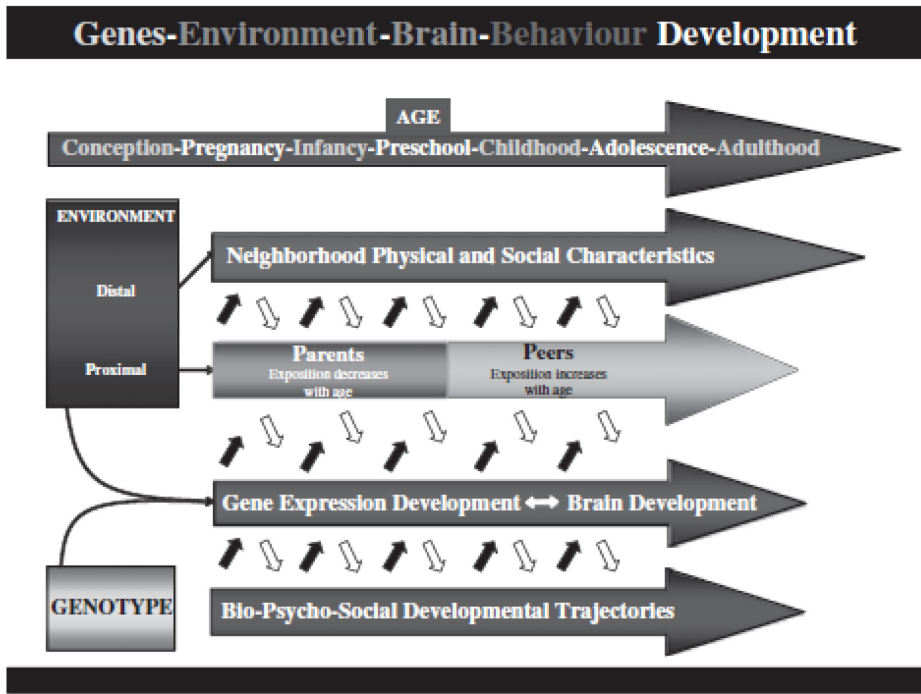 Genes-Environment-Brain-Behaviour Development
AGE
Conception-Pregnancy-Infancy-Preschool-Childhood-Adolescence-Adulthood
ENVIRONMENT
Distal
Proximal
Neighborhood Physical and Social Characteristics
Parents
Exposition decreases
with age
Peers
Exposition increases
with age
Gene Expression Development ↔ Brain Development
GENOTYPE
Bio-Psycho-Social Developmental Trajectories